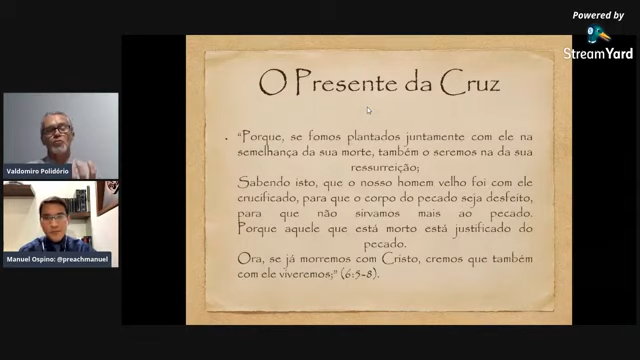 Powered by
StreamYard
O Presente da Cruz
• "Porque, se fomos plantados juntamente com ele na
semelhança da sua morte, também o seremos na da sua
ressurreição;
Sabendo isto, que o nosso homem velho foi com ele
crucificado, para que o corpo do pecado seja desfeito,
para que não sirvamos mais ao pecado.
Porque aquele que está morto está justificado do
pecado.
Ora, se já morremos com Cristo, cremos que também
com ele viveremos;" (6:5-8).
Valdomiro Polidório
Manuel Ospino: @preachmanuel